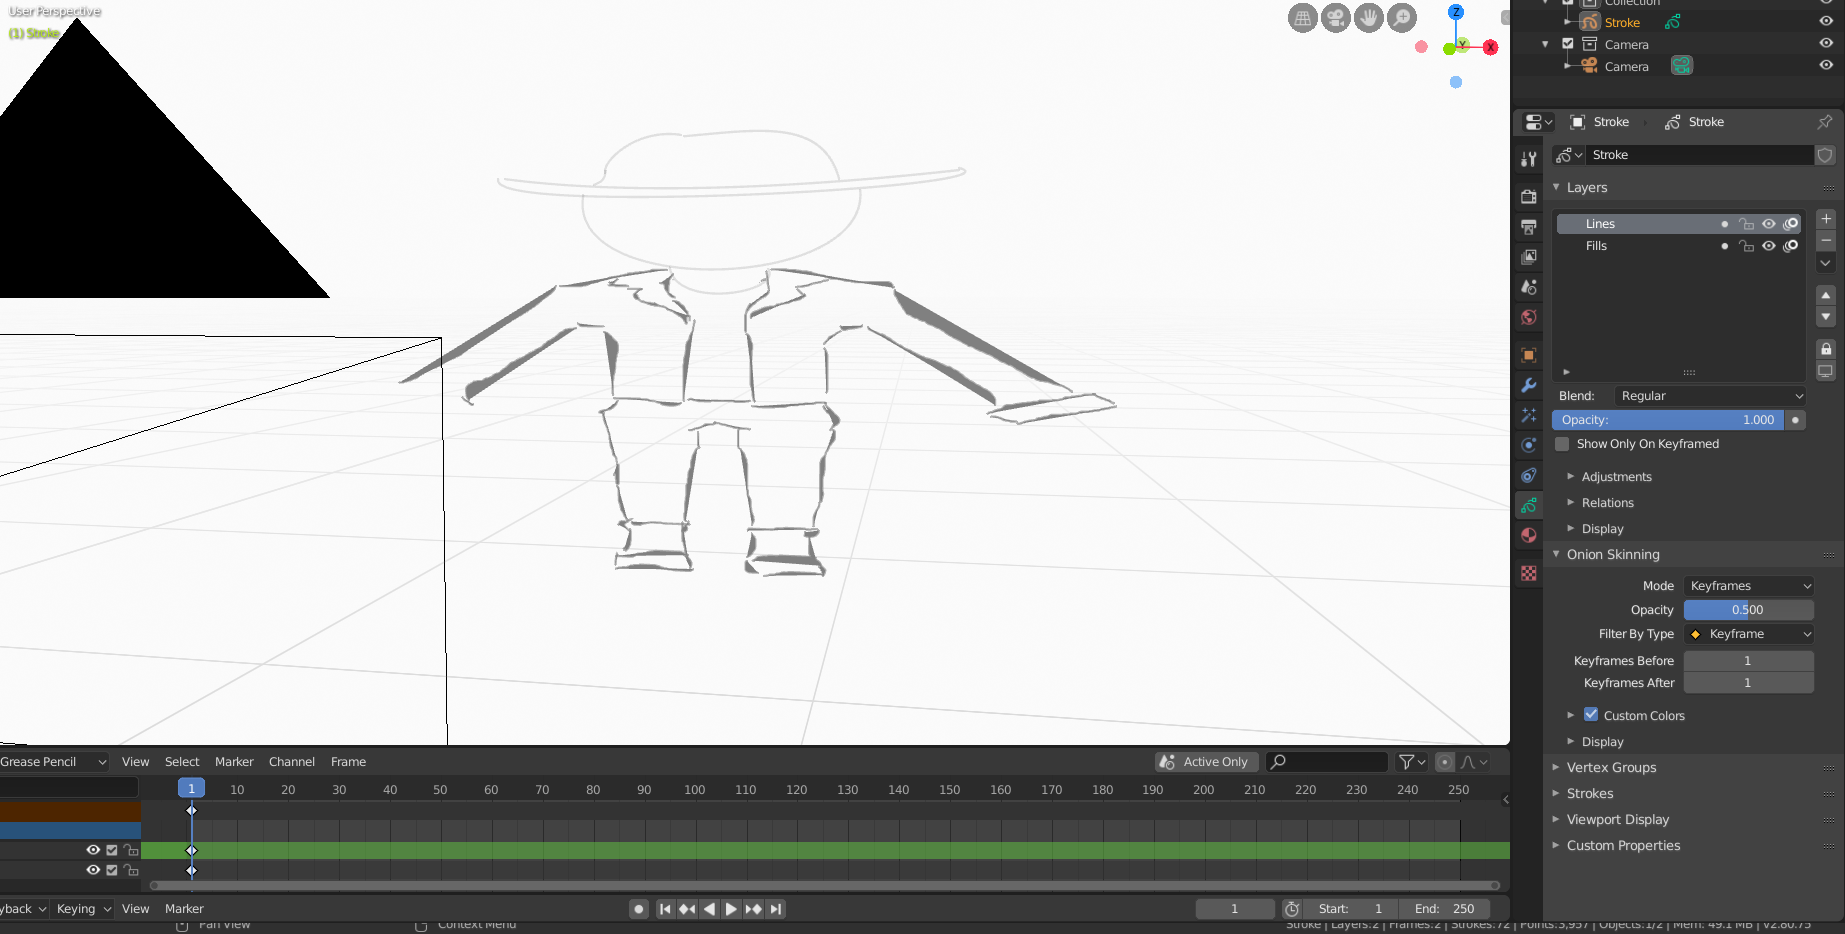 User Perspective
(1) Stroke
Z
Y
X
Collection
Stroke
Camera
Camera
Stroke Stroke
Stroke
Layers
Lines
Fills
Blend: Regular
Opacity: 1.000
Show Only On Keyframed
Adjustments
Relations
Display
Onion Skinning
Mode Keyframes
Opacity 0.500
Filter By Type Keyframe
Keyframes Before 1
Keyframes After 1
Custom Colors
Display
Vertex Groups
Strokes
Viewport Display
Custom Properties
Grease Pencil View Select Marker Channel Frame Active Only
1 10 20 30 40 50 60 70 80 90 100 110 120 130 140 150 160 170 180 190 200 210 220 230 240 250
yback Keying View Marker 1 Start: 1 End: 250
Pan View Context Menu Stroke | Layers:2 | Frames:2 | Strokes:72 | Points:3,957 | Objects:1/2 | Mem: 49.1 MB | v2.80.75